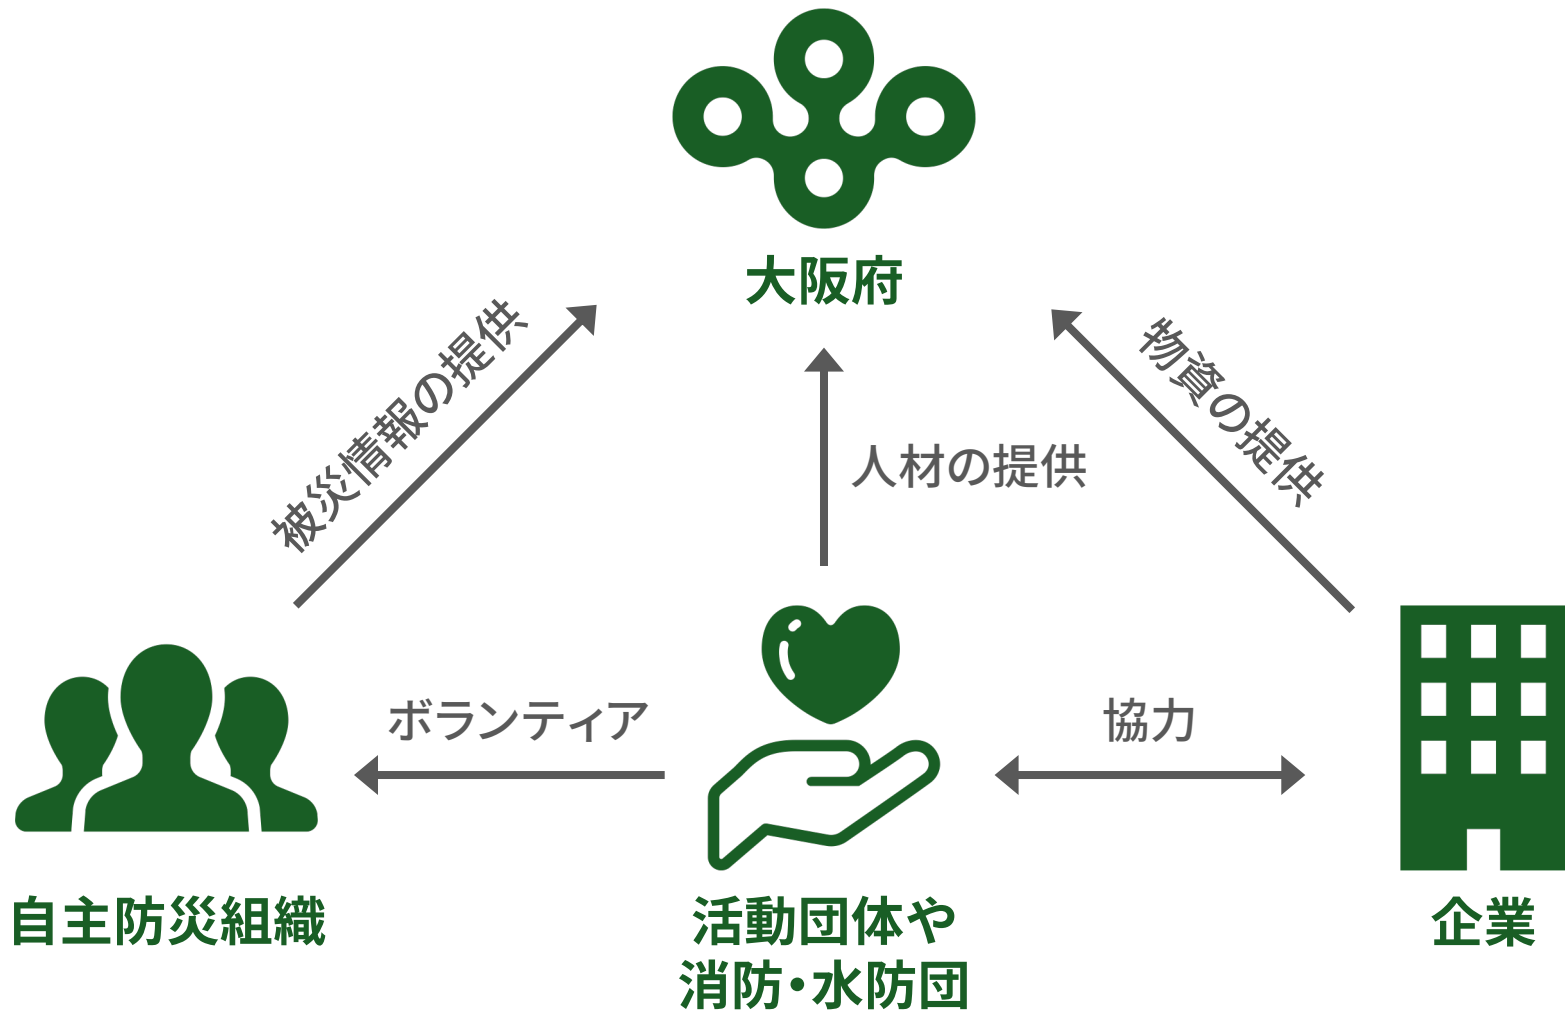 大阪府
被災情報の提供
物資の提供
人材の提供
ボランティア
協力
自主防災組織
活動団体や
消防・水防団
企業